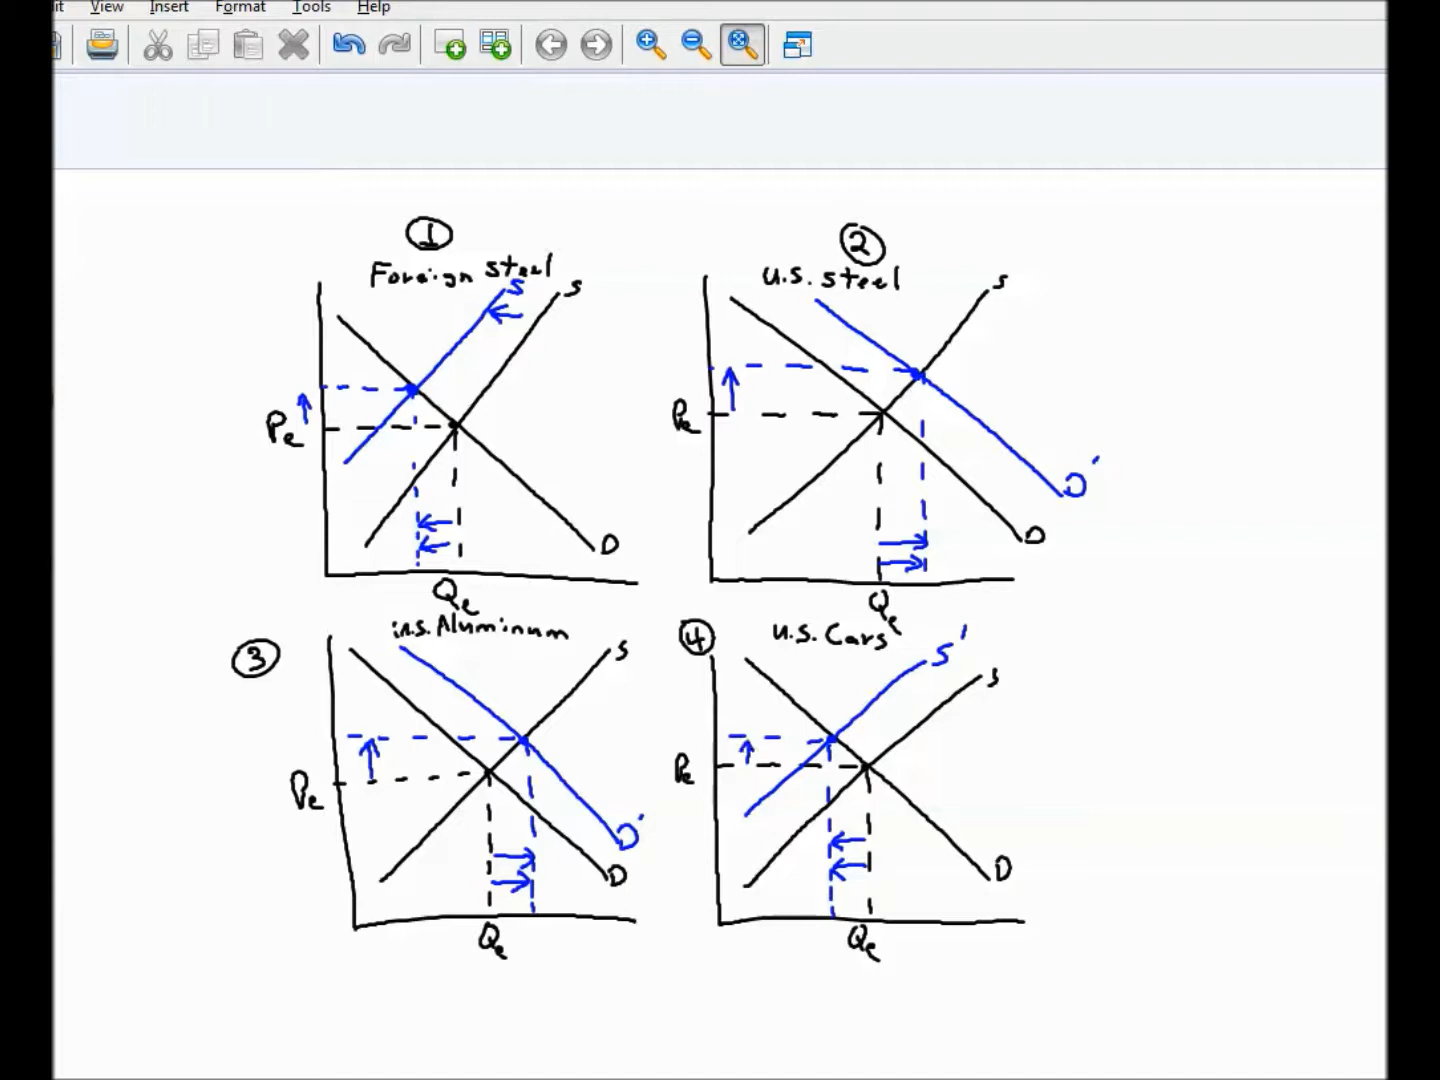 View Insert Format Tools Help
1
Foreign steel
S S
Pe
D
Qe
2
U.S. Steel
S
Pe
D'
D
Qe
3
U.S. Aluminum
S
Pe
D'
D
Qe
4
U.S. Cars
S'
S
Pe
D
Qe